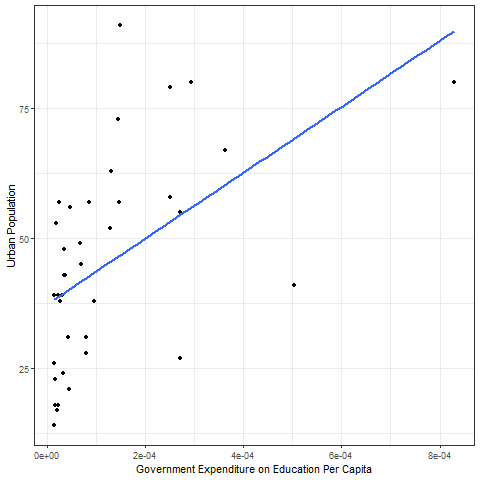 75
50
25
Urban Population
0e+00 2e-04 4e-04 6e-04 8e-04
Government Expenditure on Education Per Capita